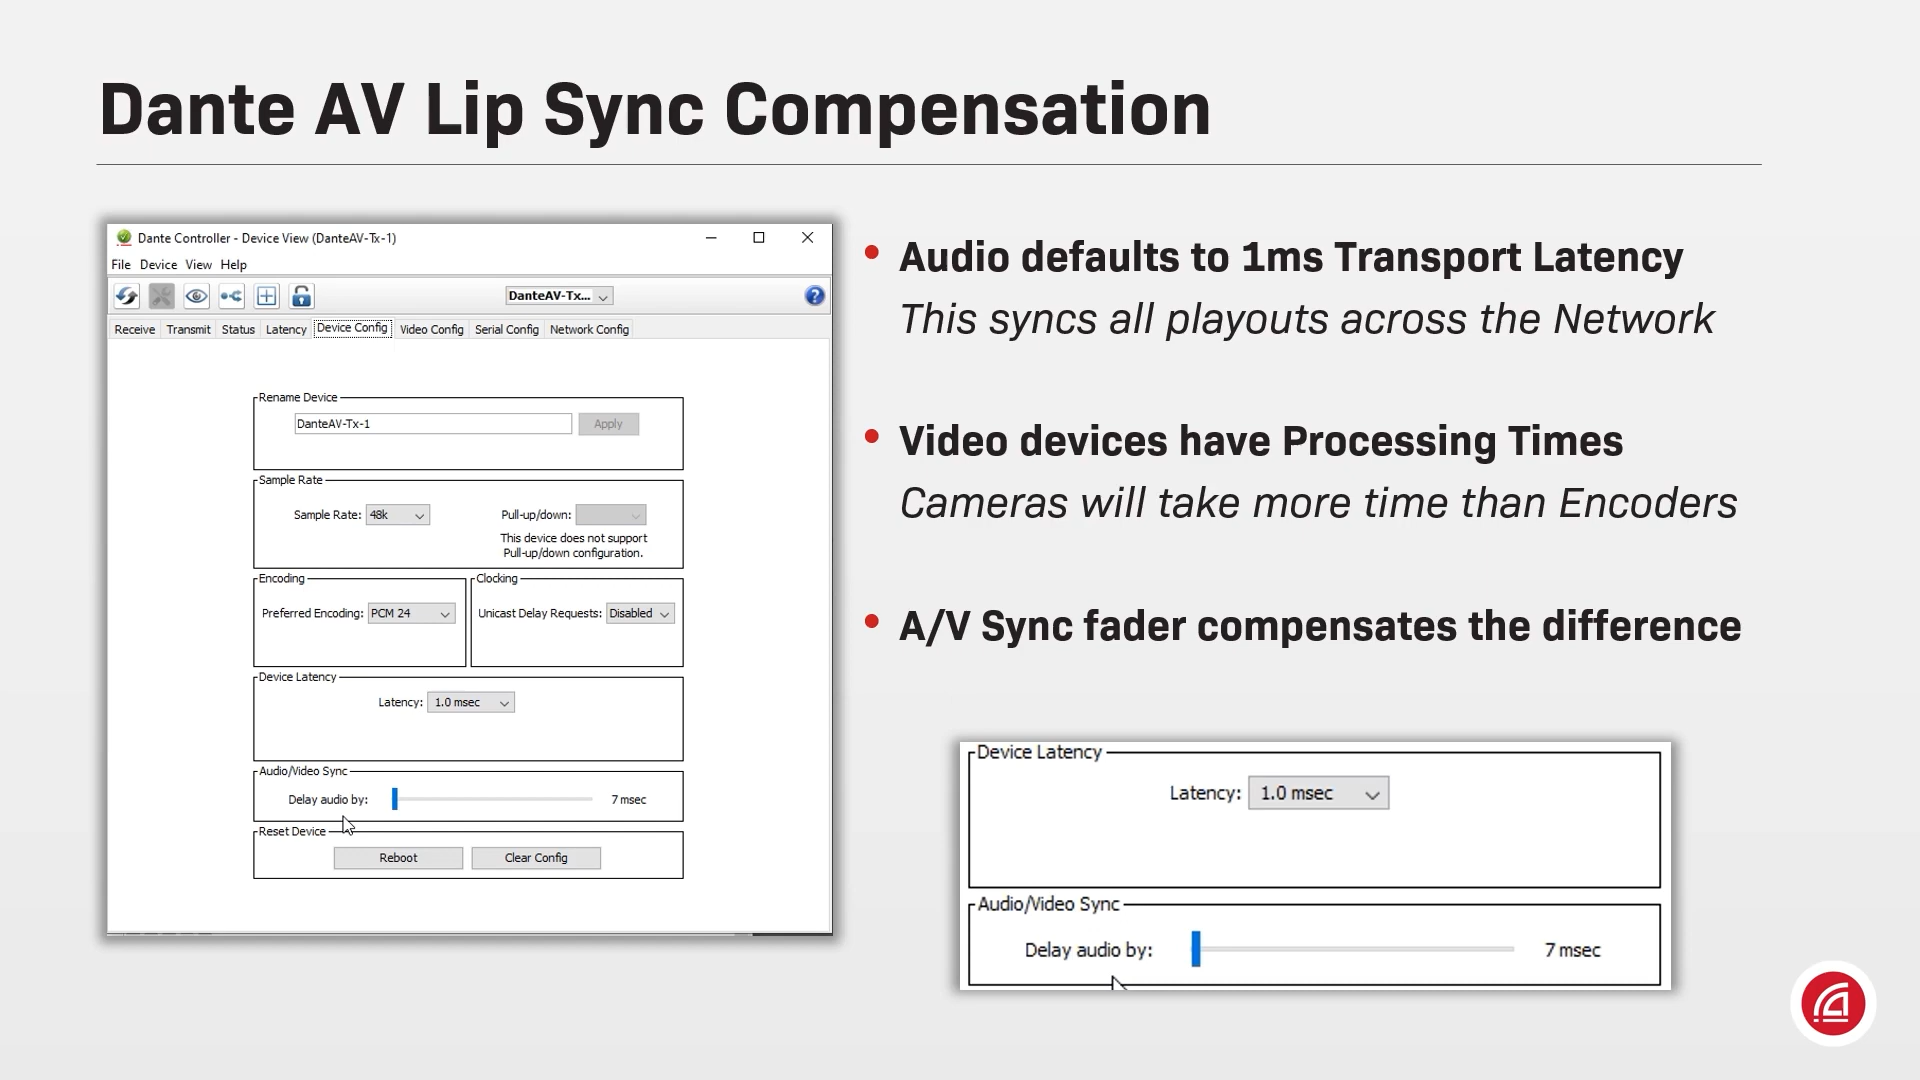 Dante AV Lip Sync Compensation
Dante Controller - Device View (DanteAV-Tx-1)
File Device View Help
DanteAV-Tx...
?
Receive Transmit Status Latency Device Config Video Config Serial Config Network Config
Rename Device
DanteAV-Tx-1 Apply
Sample Rate
Sample Rate: 48k Pull-up/down:
This device does not support
Pull-up/down configuration.
Encoding Clocking
Preferred Encoding: PCM 24 Unicast Delay Requests: Disabled
Device Latency
Latency: 1.0 msec
Audio/Video Sync
Delay audio by: 7 msec
Reset Device
Reboot Clear Config
• Audio defaults to 1ms Transport Latency
This syncs all playouts across the Network
• Video devices have Processing Times
Cameras will take more time than Encoders
• A/V Sync fader compensates the difference
Device Latency
Latency: 1.0 msec
Audio/Video Sync
Delay audio by: 7 msec